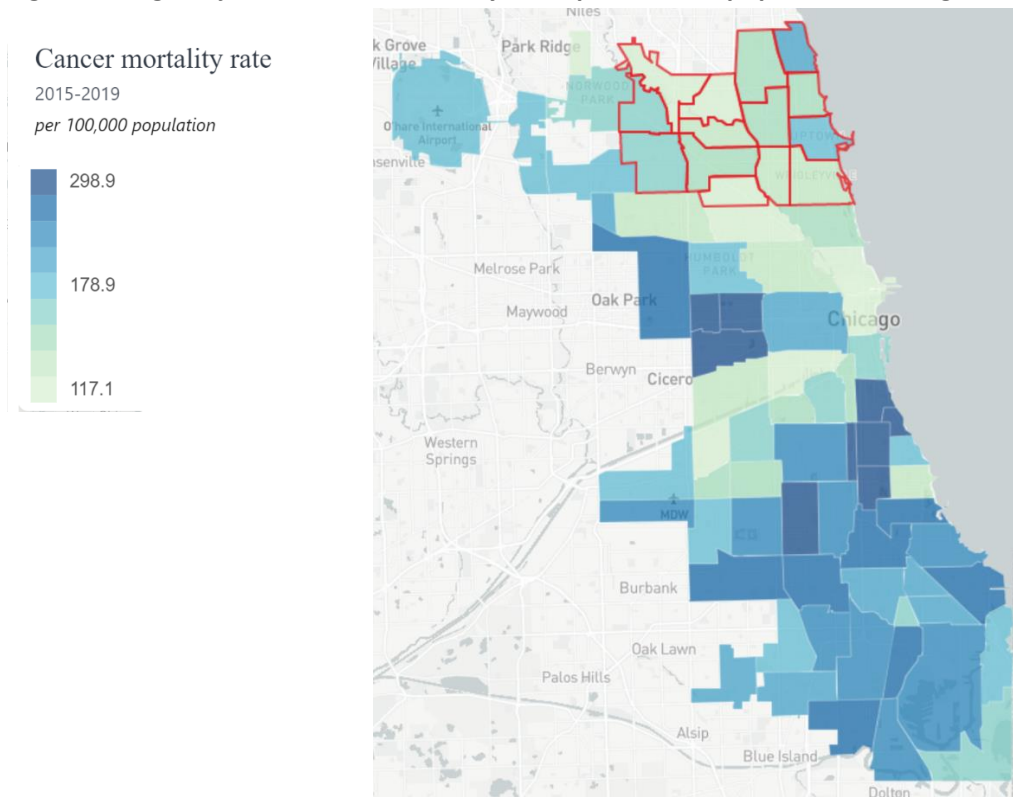 Cancer mortality rate
2015-2019
per 100,000 population
298.9
178.9
117.1
Niles
k Grove
Village
Park Ridge
NORWOOD
PARK
O'hare International
Airport
nsenville
UPTOWN
WRIGLEYVILLE
Melrose Park
HUMBOLDT
PARK
Oak Park
Maywood
Chicago
Berwyn
Cicero
Western
Springs
MDW
Burbank
Oak Lawn
Palos Hills
Alsip
Blue Island
Dolton